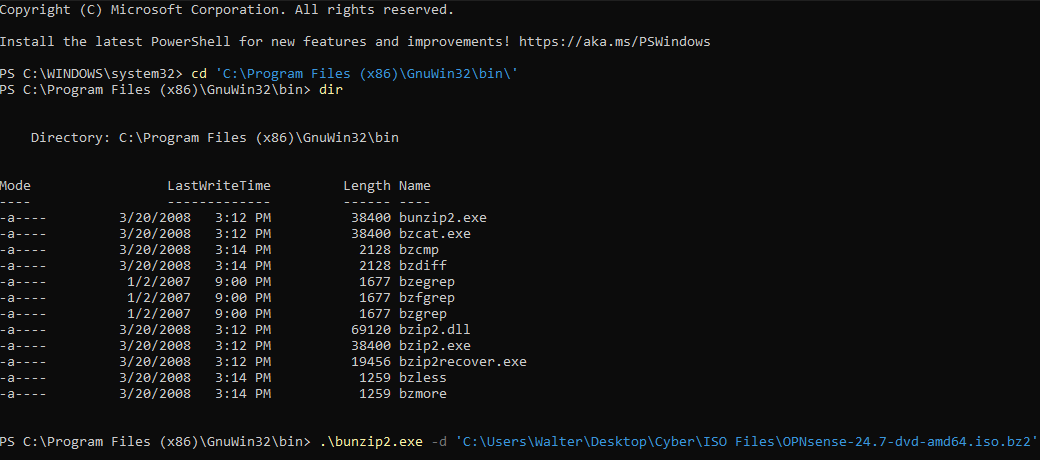 Copyright (C) Microsoft Corporation. All rights reserved.
Install the latest PowerShell for new features and improvements! https://aka.ms/PSWindows
PS C:\WINDOWS\system32> cd 'C:\Program Files (x86)\GnuWin32\bin\'
PS C:\Program Files (x86)\GnuWin32\bin> dir
    Directory: C:\Program Files (x86)\GnuWin32\bin
Mode                 LastWriteTime         Length Name
----                 -------------         ------ ----
-a----         3/20/2008   3:12 PM          38400 bunzip2.exe
-a----         3/20/2008   3:12 PM          38400 bzcat.exe
-a----         3/20/2008   3:14 PM           2128 bzcmp
-a----         3/20/2008   3:14 PM           2128 bzdiff
-a----          1/2/2007   9:00 PM           1677 bzegrep
-a----          1/2/2007   9:00 PM           1677 bzfgrep
-a----          1/2/2007   9:00 PM           1677 bzgrep
-a----         3/20/2008   3:12 PM          69120 bzip2.dll
-a----         3/20/2008   3:12 PM          38400 bzip2.exe
-a----         3/20/2008   3:12 PM          19456 bzip2recover.exe
-a----         3/20/2008   3:14 PM           1259 bzless
-a----         3/20/2008   3:14 PM           1259 bzmore
PS C:\Program Files (x86)\GnuWin32\bin> .\bunzip2.exe -d 'C:\Users\Walter\Desktop\Cyber\ISO Files\OPNsense-24.7-dvd-amd64.iso.bz2'